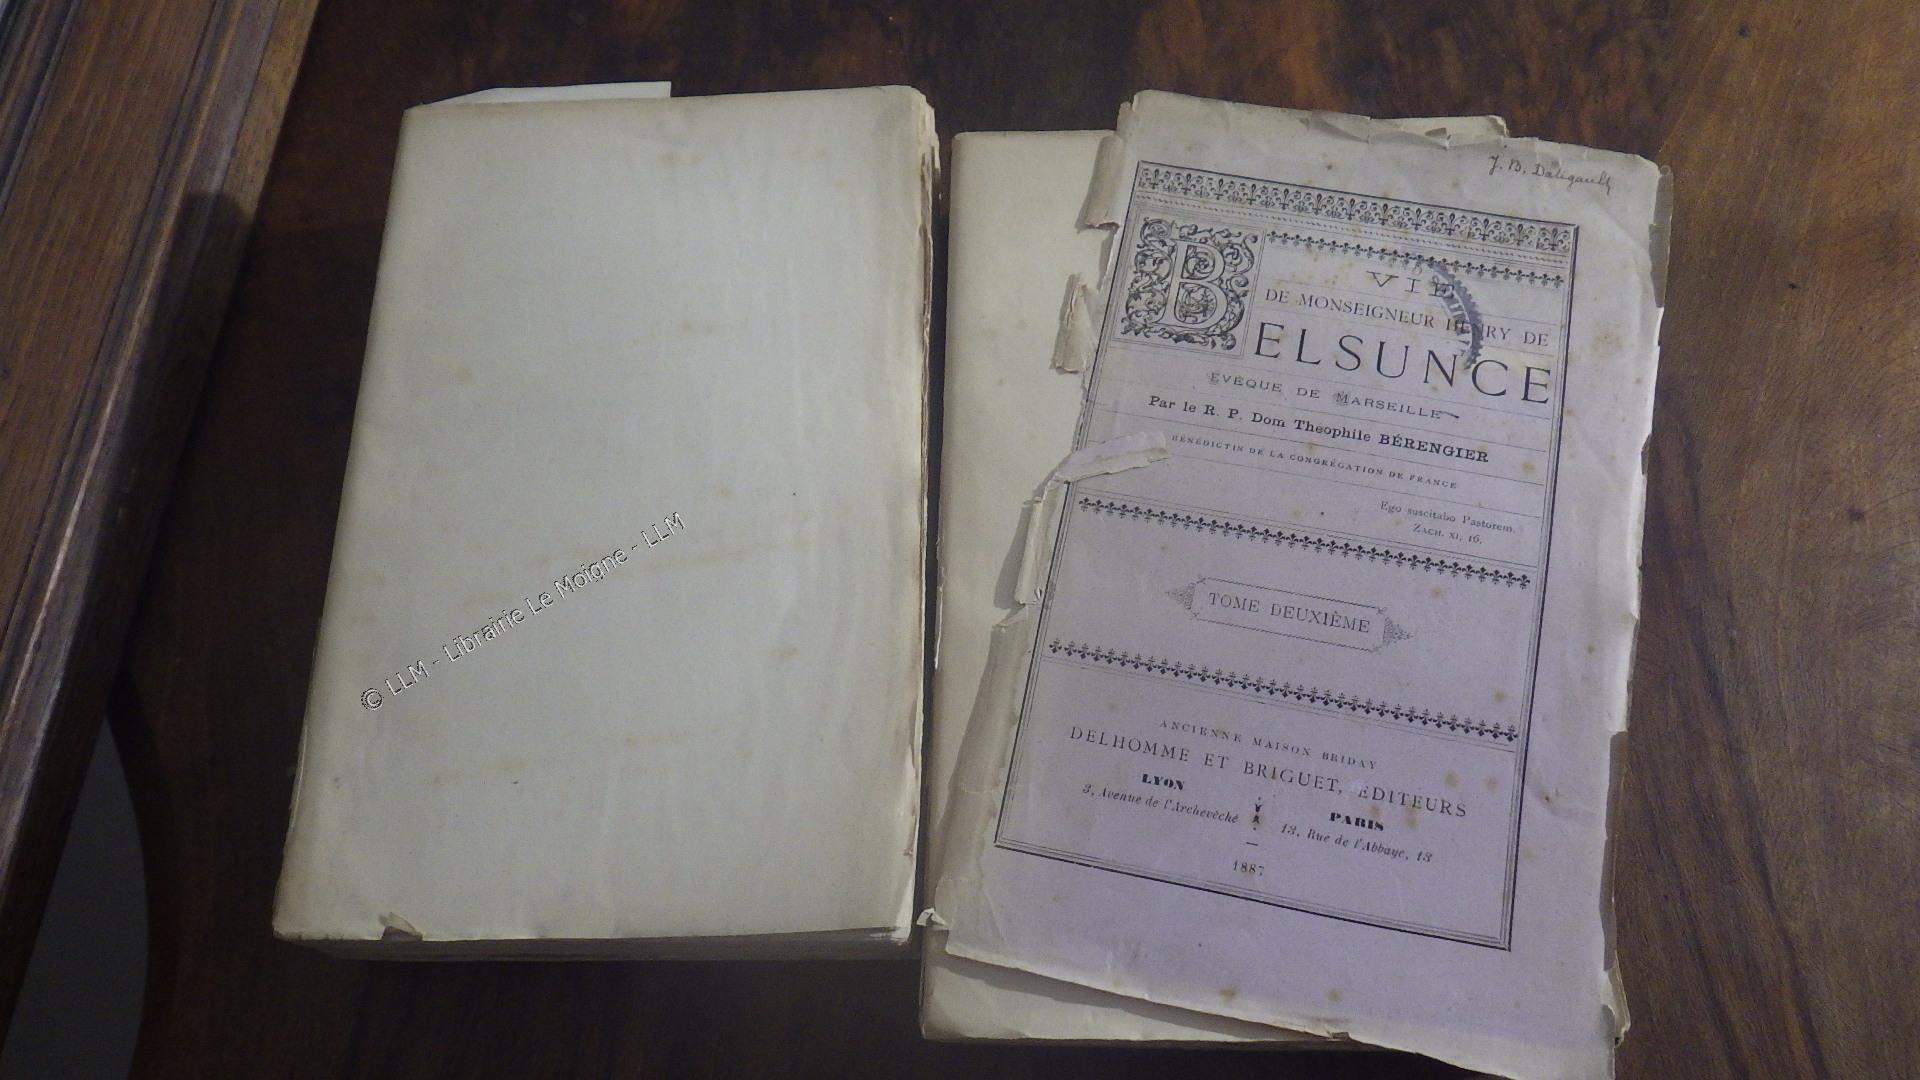 © LLM - Librairie Le Moigne - LLM
J. B. Daligault
VIE
DE MONSEIGNEUR HENRY DE
BELSUNCE
ÉVÊQUE DE MARSEILLE
Par le R. P. Dom Theophile BÉRENGIER
BÉNÉDICTIN DE LA CONGRÉGATION DE FRANCE
Ego suscitabo Pastorem.
ZACH. XI, 16.
TOME DEUXIÈME
ANCIENNE MAISON BRIDAY
DELHOMME ET BRIGUET, ÉDITEURS
LYON
3, Avenue de l'Archevêché
PARIS
13, Rue de l'Abbaye, 13
1887